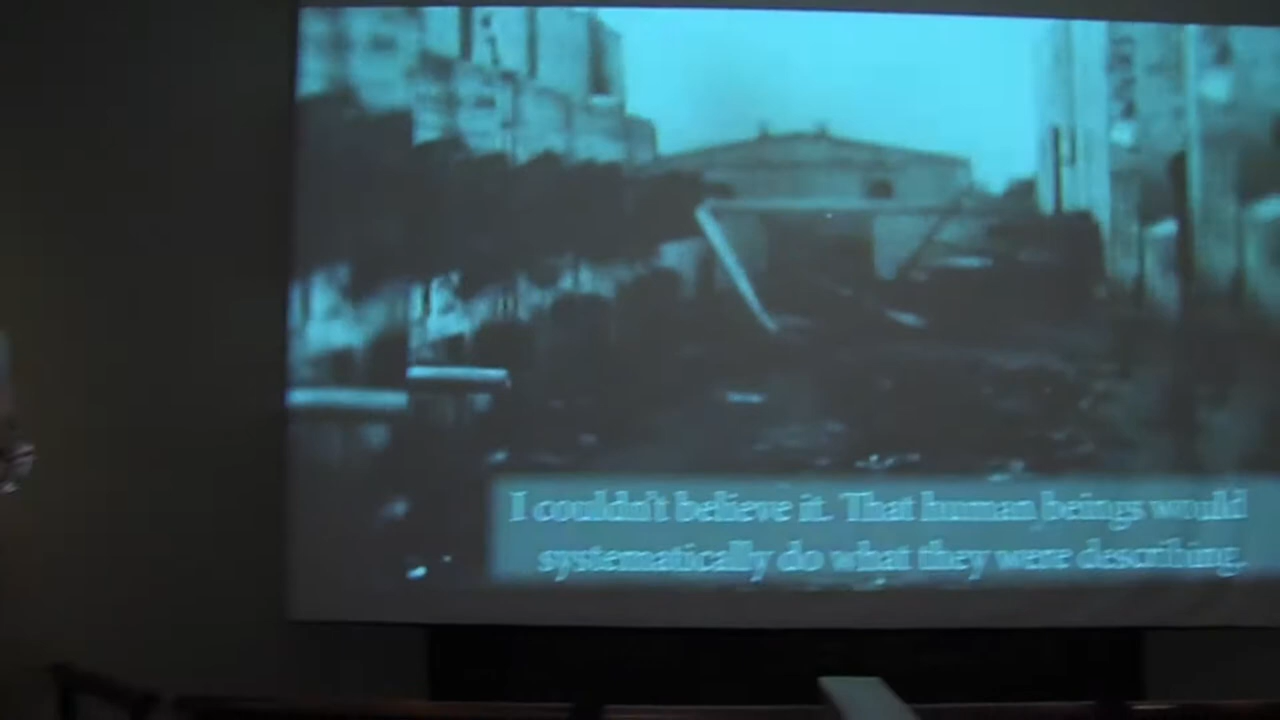 I couldn't believe it. That human beings would
systematically do what they were describing.